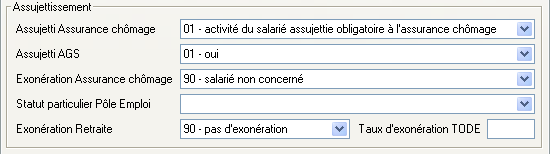 Assujettissement
Assujetti Assurance chômage 01 - activité du salarié assujettie obligatoire à l'assurance chômage
Assujetti AGS 01 - oui
Exonération Assurance chômage 90 - salarié non concerné
Statut particulier Pôle Emploi
Exonération Retraite 90 - pas d'exonération Taux d'exonération TODE